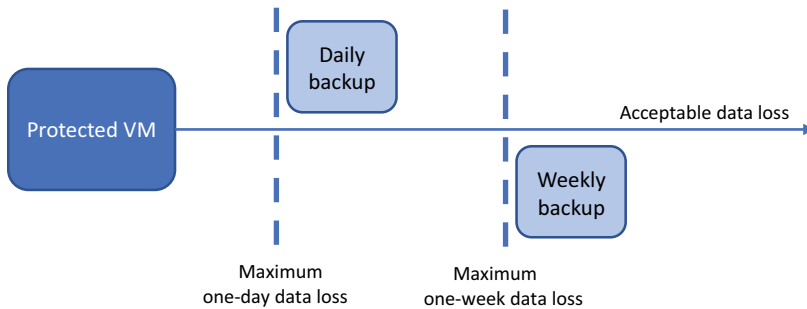 Daily
backup
Protected VM
Acceptable data loss
Weekly
backup
Maximum
one-day data loss
Maximum
one-week data loss